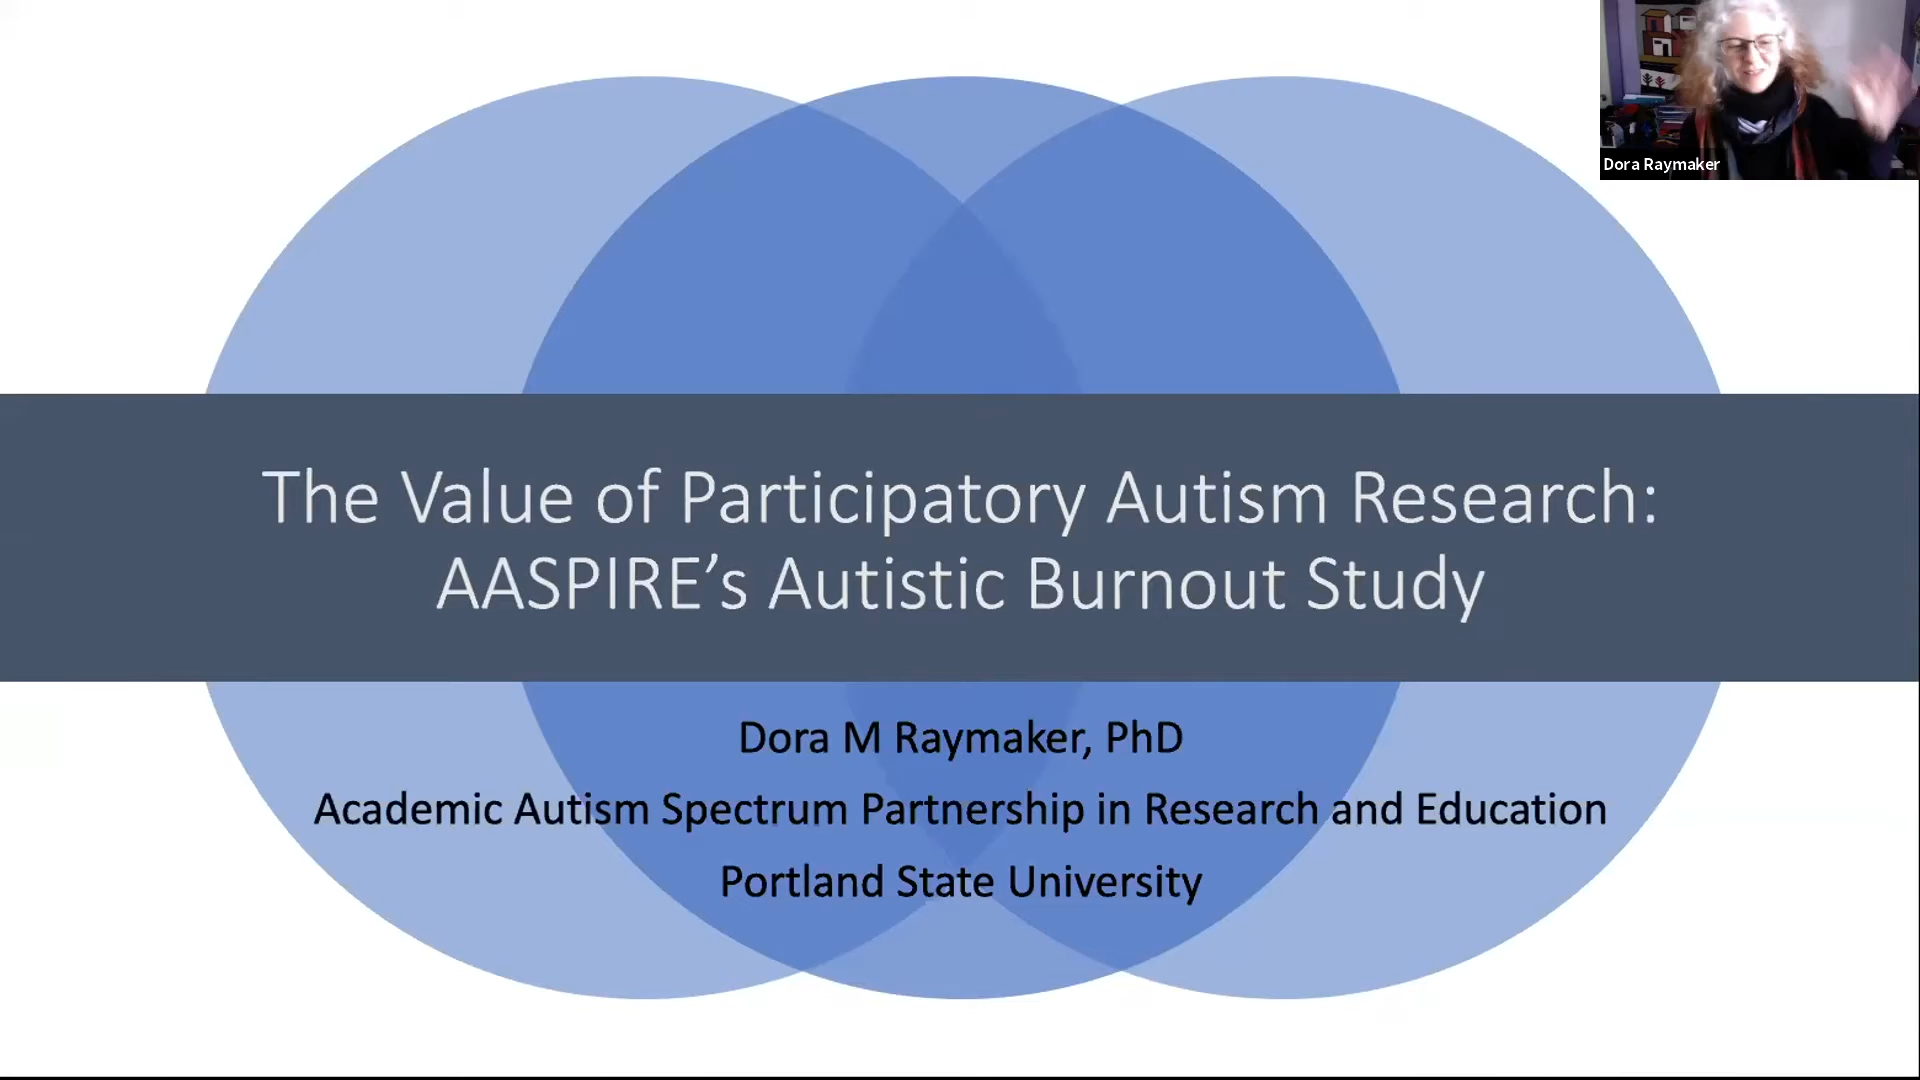 Dora Raymaker
The Value of Participatory Autism Research:
AASPIRE’s Autistic Burnout Study
Dora M Raymaker, PhD
Academic Autism Spectrum Partnership in Research and Education
Portland State University